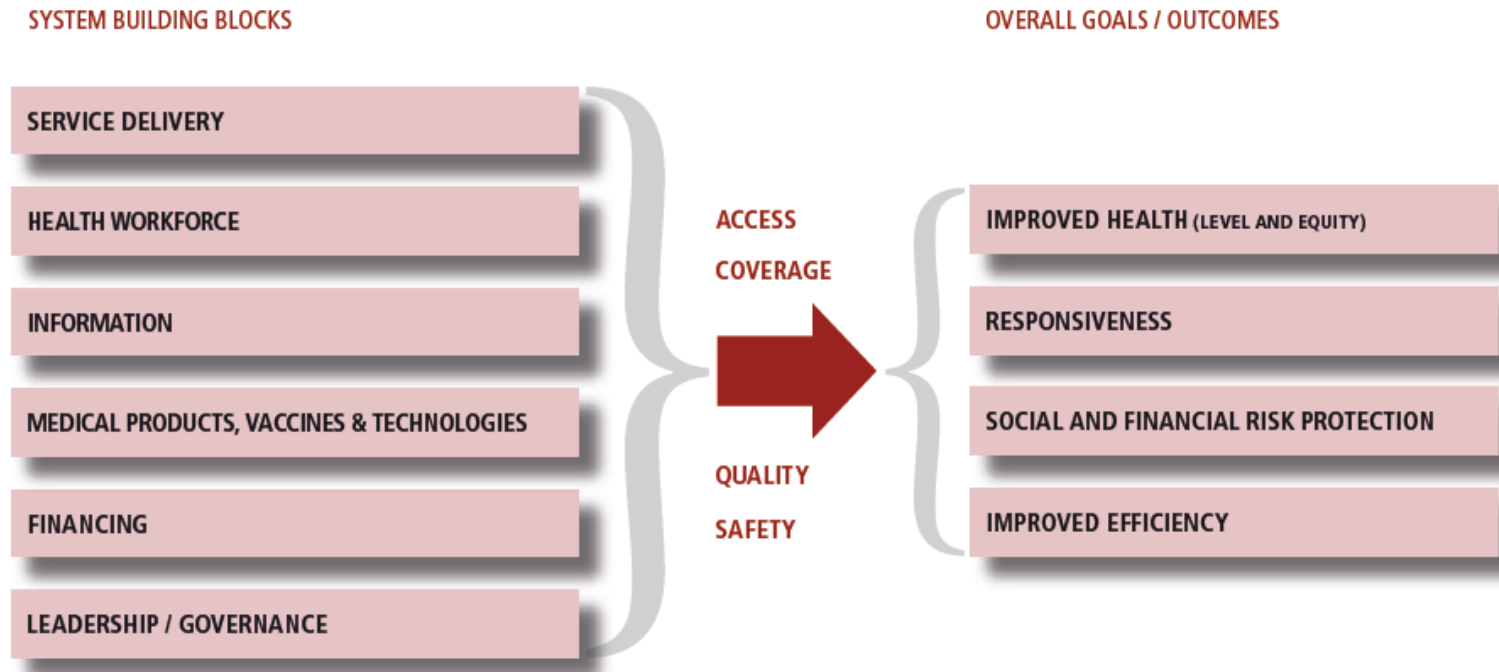 SYSTEM BUILDING BLOCKS
SERVICE DELIVERY
HEALTH WORKFORCE
INFORMATION
MEDICAL PRODUCTS, VACCINES & TECHNOLOGIES
FINANCING
LEADERSHIP / GOVERNANCE
ACCESS
COVERAGE
QUALITY
SAFETY
OVERALL GOALS / OUTCOMES
IMPROVED HEALTH (LEVEL AND EQUITY)
RESPONSIVENESS
SOCIAL AND FINANCIAL RISK PROTECTION
IMPROVED EFFICIENCY